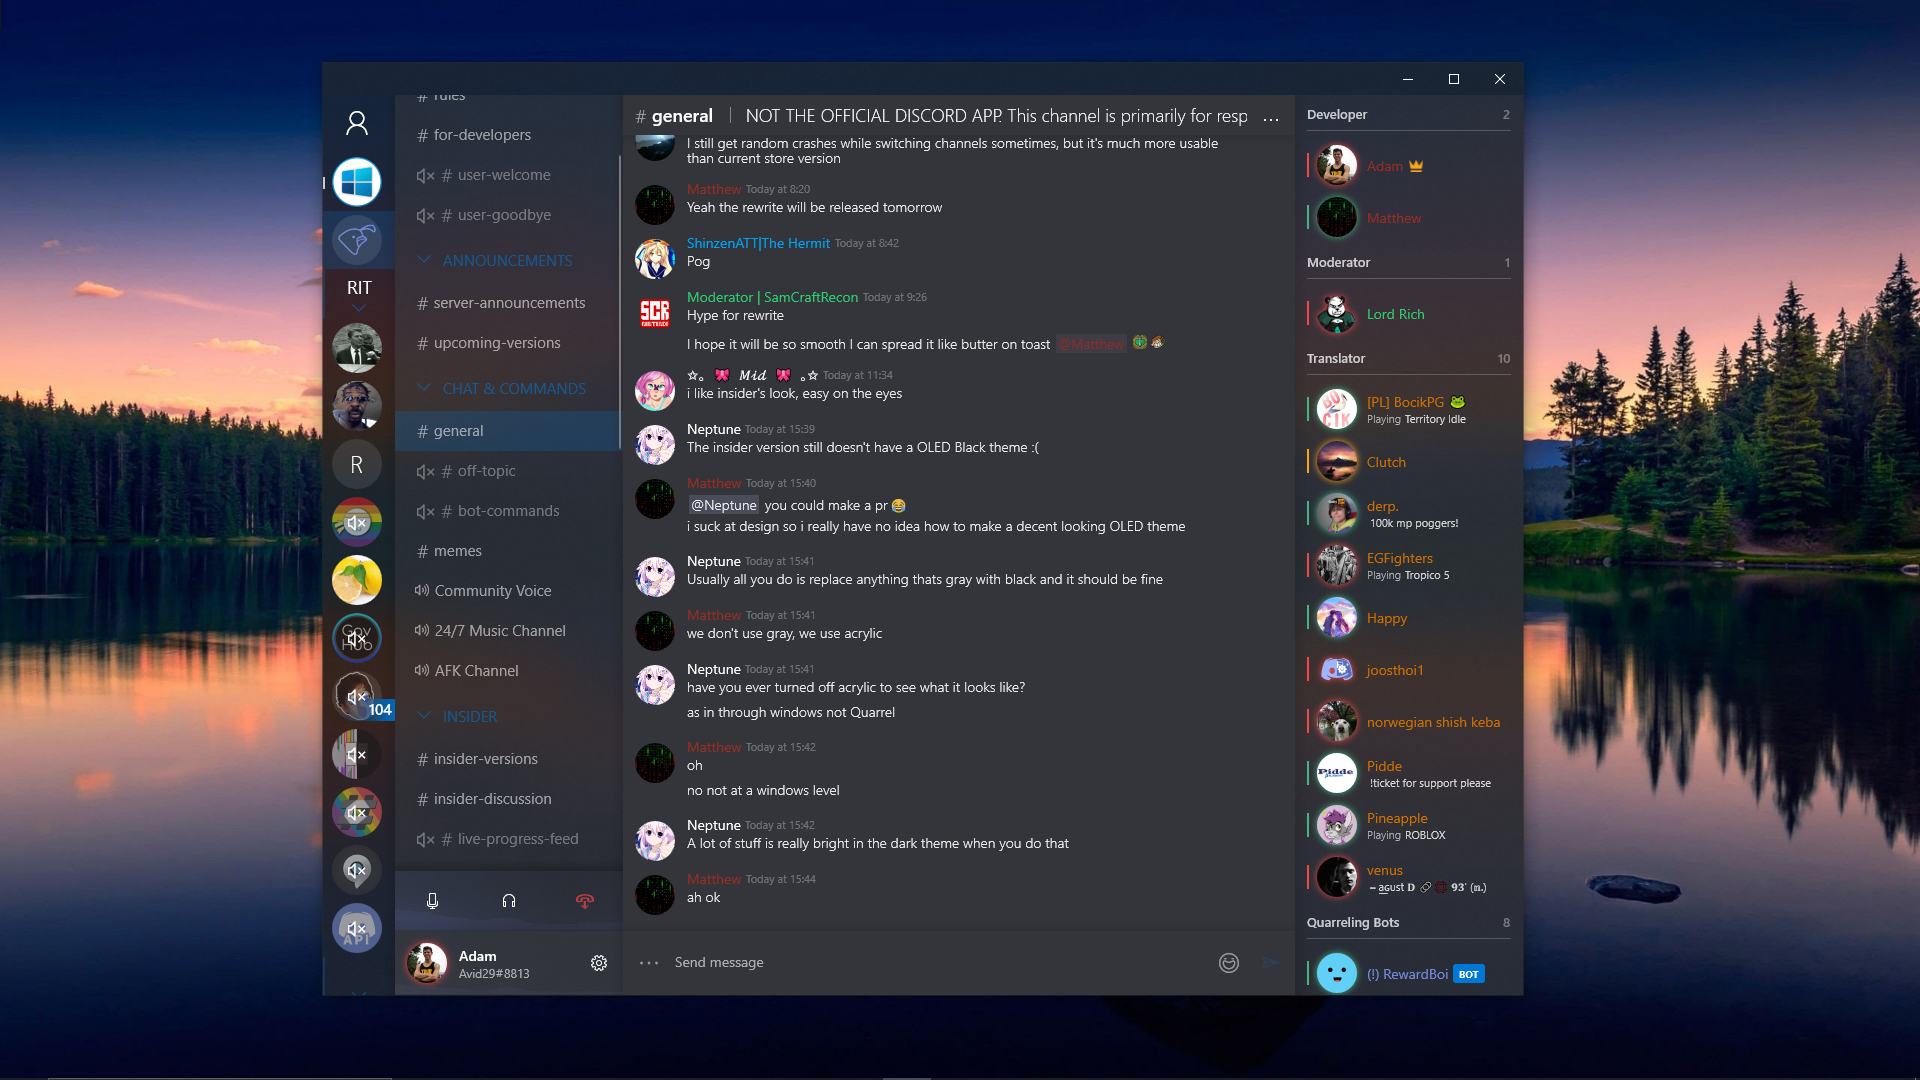 RIT
R
Gov
Hub
104
API
# rules
# for-developers
# user-welcome
# user-goodbye
ANNOUNCEMENTS
# server-announcements
# upcoming-versions
CHAT & COMMANDS
# general
# off-topic
# bot-commands
# memes
Community Voice
24/7 Music Channel
AFK Channel
INSIDER
# insider-versions
# insider-discussion
# live-progress-feed
Adam
Avid29#8813
# general | NOT THE OFFICIAL DISCORD APP. This channel is primarily for resp ...
I still get random crashes while switching channels sometimes, but it's much more usable
than current store version
Matthew Today at 8:20
Yeah the rewrite will be released tomorrow
ShinzenATT|The Hermit Today at 8:42
Pog
SCR
Moderator | SamCraftRecon Today at 9:26
Hype for rewrite
I hope it will be so smooth I can spread it like butter on toast @Matthew
☆。 🎀 𝑀𝒾𝒹 🎀 。☆ Today at 11:34
i like insider's look, easy on the eyes
Neptune Today at 15:39
The insider version still doesn't have a OLED Black theme :(
Matthew Today at 15:40
@Neptune you could make a pr 😂
i suck at design so i really have no idea how to make a decent looking OLED theme
Neptune Today at 15:41
Usually all you do is replace anything thats gray with black and it should be fine
Matthew Today at 15:41
we don't use gray, we use acrylic
Neptune Today at 15:41
have you ever turned off acrylic to see what it looks like?
as in through windows not Quarrel
Matthew Today at 15:42
oh
no not at a windows level
Neptune Today at 15:42
A lot of stuff is really bright in the dark theme when you do that
Matthew Today at 15:44
ah ok
Send message
Developer 2
Adam 👑
Matthew
Moderator 1
Lord Rich
Translator 10
BOCIK
[PL] BocikPG 🐸
Playing Territory Idle
Clutch
derp.
100k mp poggers!
EGFighters
Playing Tropico 5
Happy
joosthoi1
norwegian shish keba
Pidde
Pidde
!ticket for support please
Pineapple
Playing ROBLOX
venus
Quarreling Bots 8
(!) RewardBoi BOT